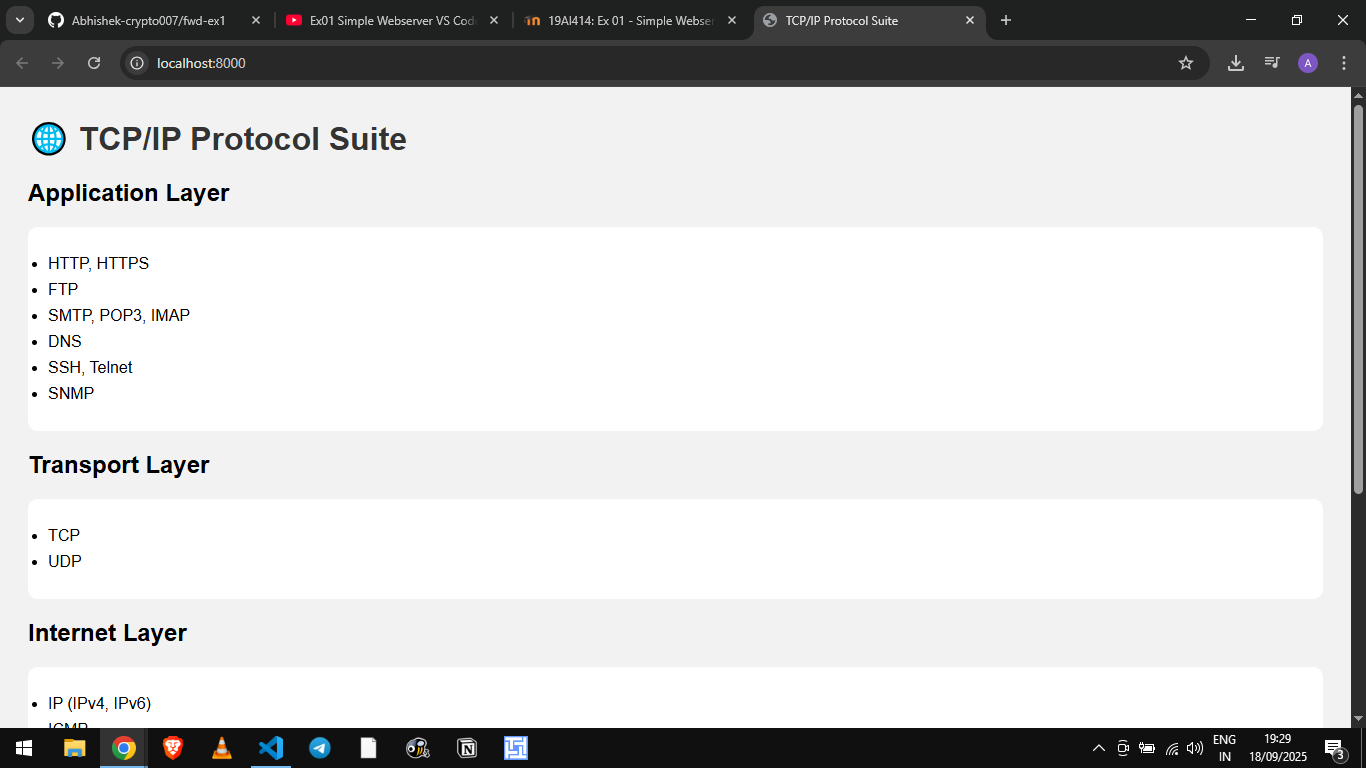 Abhishek-crypto007/fwd-ex1
Ex01 Simple Webserver VS Code
19AI414: Ex 01 - Simple Webser
TCP/IP Protocol Suite
localhost:8000
A
TCP/IP Protocol Suite
Application Layer
HTTP, HTTPS
FTP
SMTP, POP3, IMAP
DNS
SSH, Telnet
SNMP
Transport Layer
TCP
UDP
Internet Layer
IP (IPv4, IPv6)
ICMP
ENG
IN
19:29
18/09/2025
3